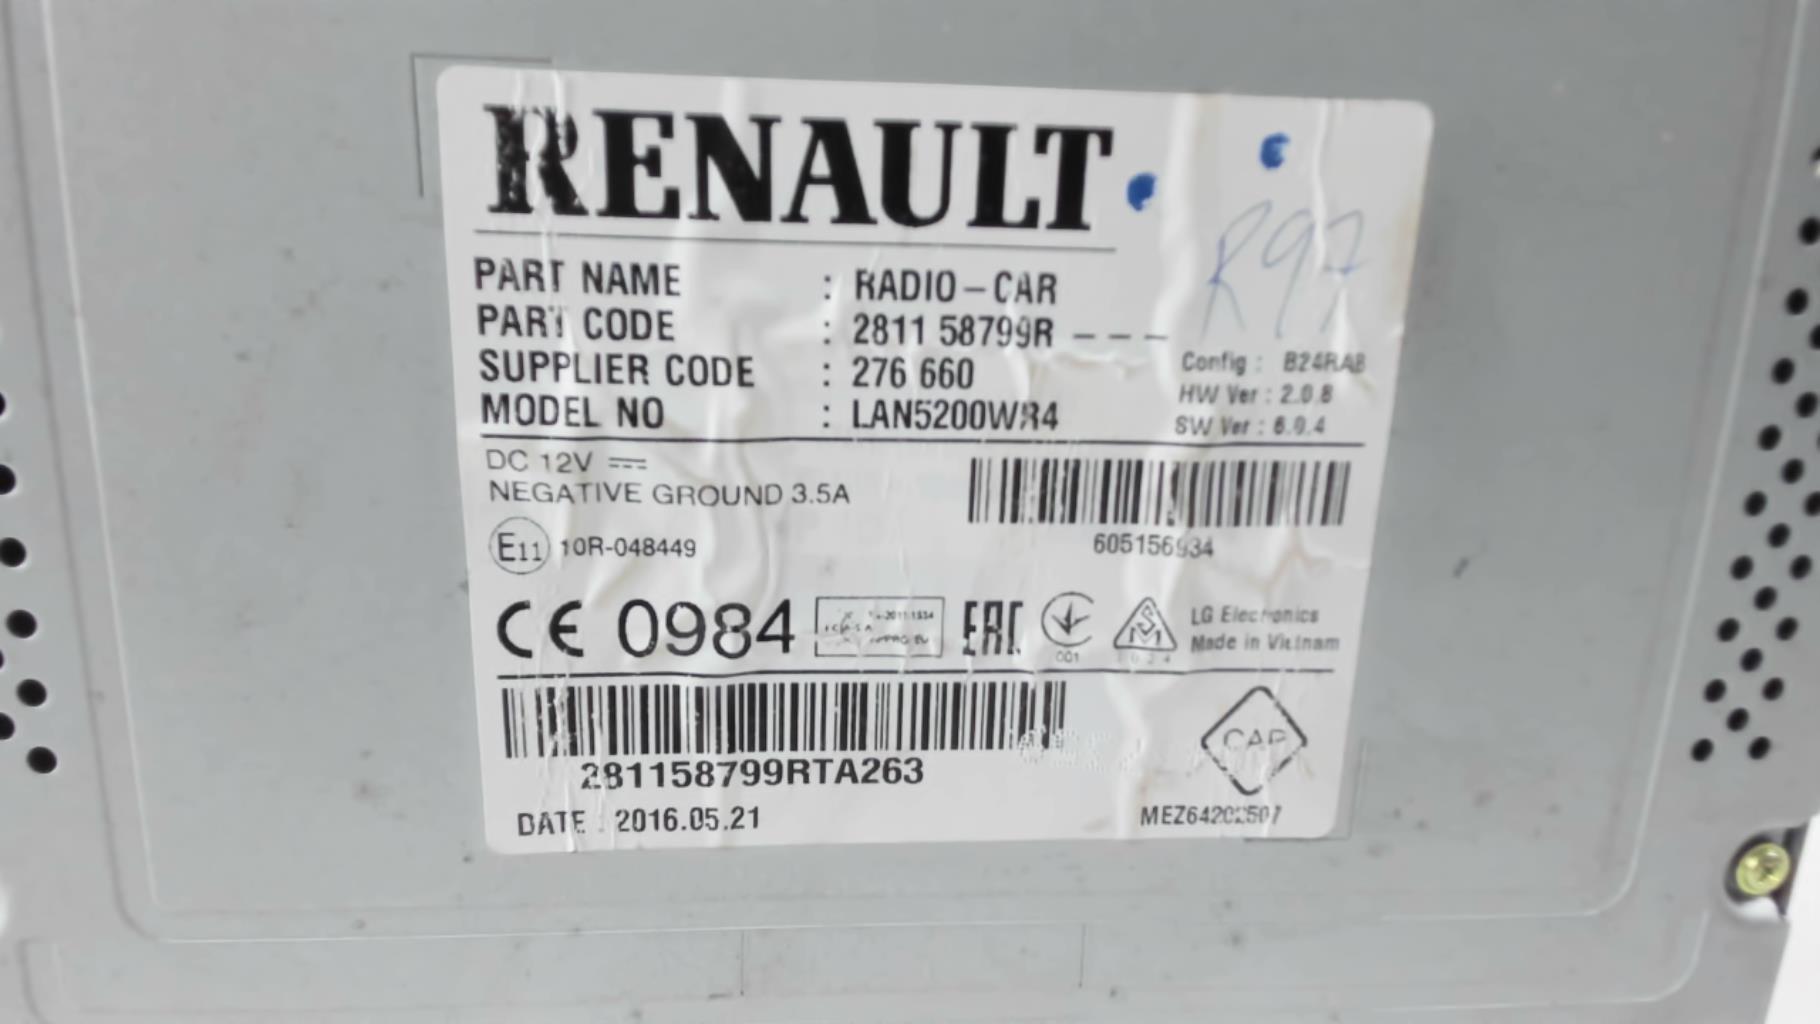 RENAULT
R97
PART NAME : RADIO-CAR
PART CODE : 2811 58799R ---
SUPPLIER CODE : 276 660
MODEL NO : LAN5200WR4
Config : B24RAB
HW Ver : 2.0.8
SW Ver : 6.0.4
DC 12V
NEGATIVE GROUND 3.5A
605156934
E11 10R-048449
CE 0984
EAC
001
LG Electronics
Made in Vietnam
281158799RTA263
CAP
DATE : 2016.05.21